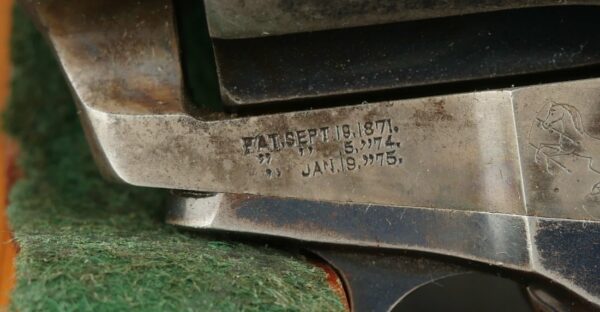 PAT. SEPT 19. 1871.
" " 5. " 74.
" JAN. 19. " 75.